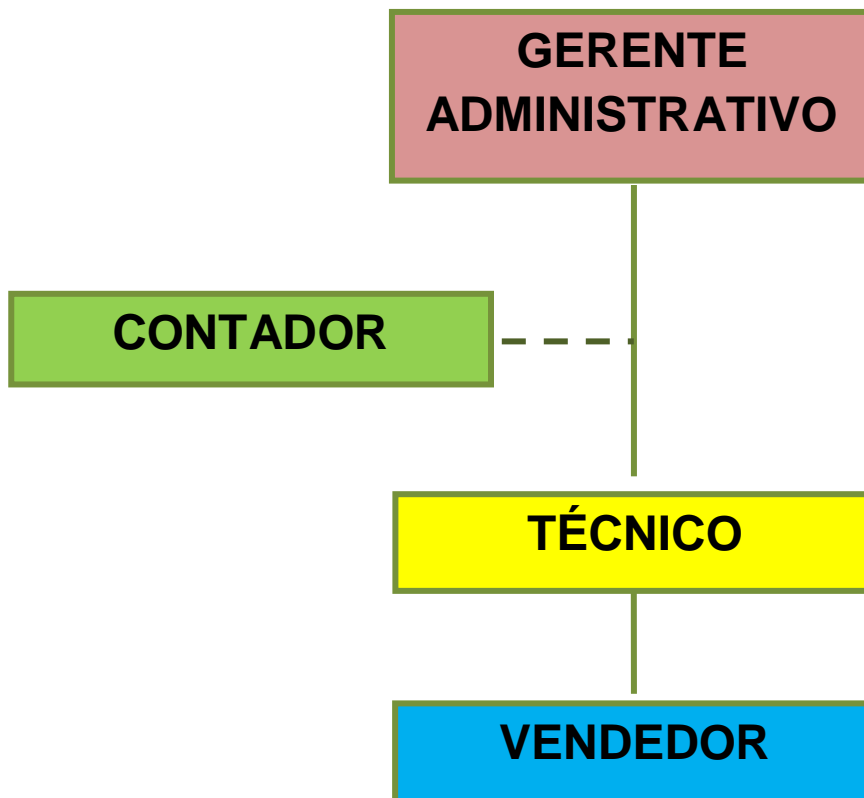 GERENTE
ADMINISTRATIVO
CONTADOR
TÉCNICO
VENDEDOR